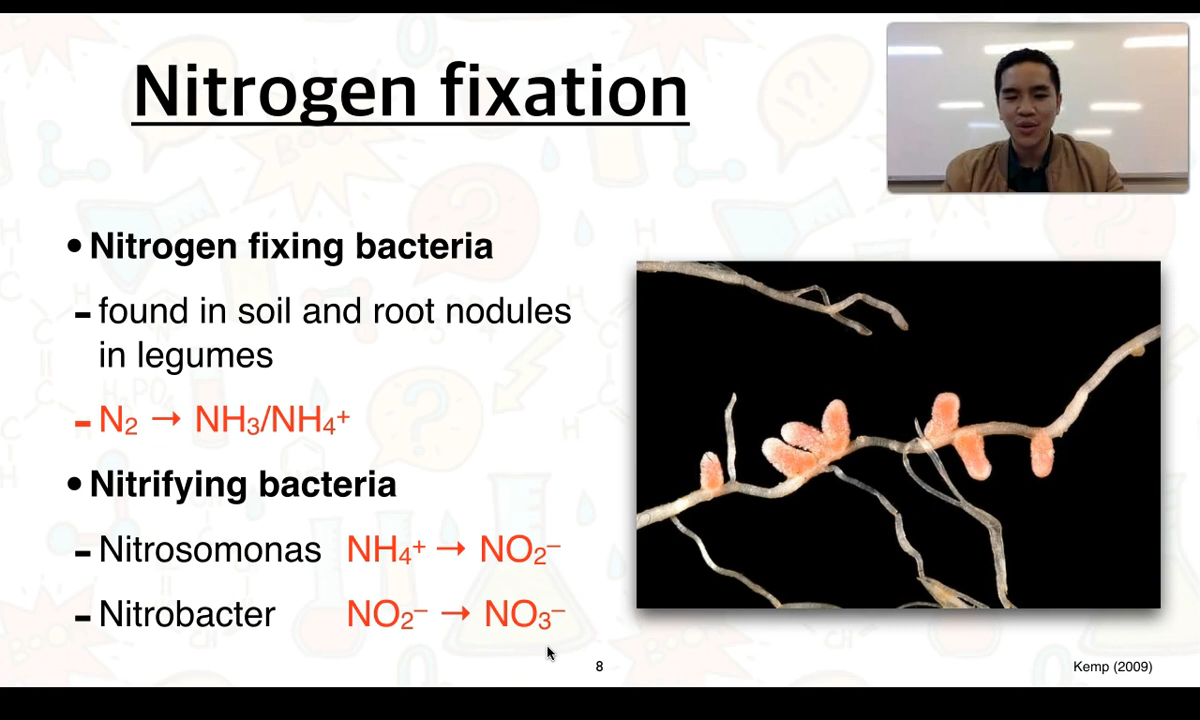 Nitrogen fixation
• Nitrogen fixing bacteria
- found in soil and root nodules
in legumes
- N₂ → NH₃/NH₄⁺
• Nitrifying bacteria
- Nitrosomonas NH₄⁺ → NO₂⁻
- Nitrobacter NO₂⁻ → NO₃⁻
8
Kemp (2009)